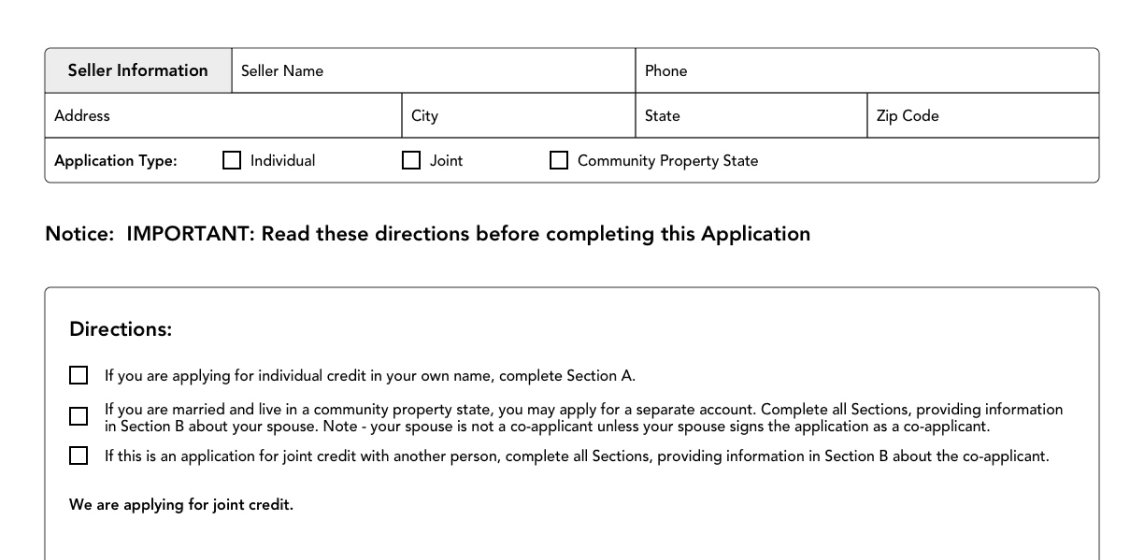 Seller Information Seller Name Phone
Address City State Zip Code
Application Type: Individual Joint Community Property State
Notice: IMPORTANT: Read these directions before completing this Application
Directions:
If you are applying for individual credit in your own name, complete Section A.
If you are married and live in a community property state, you may apply for a separate account. Complete all Sections, providing information
in Section B about your spouse. Note - your spouse is not a co-applicant unless your spouse signs the application as a co-applicant.
If this is an application for joint credit with another person, complete all Sections, providing information in Section B about the co-applicant.
We are applying for joint credit.